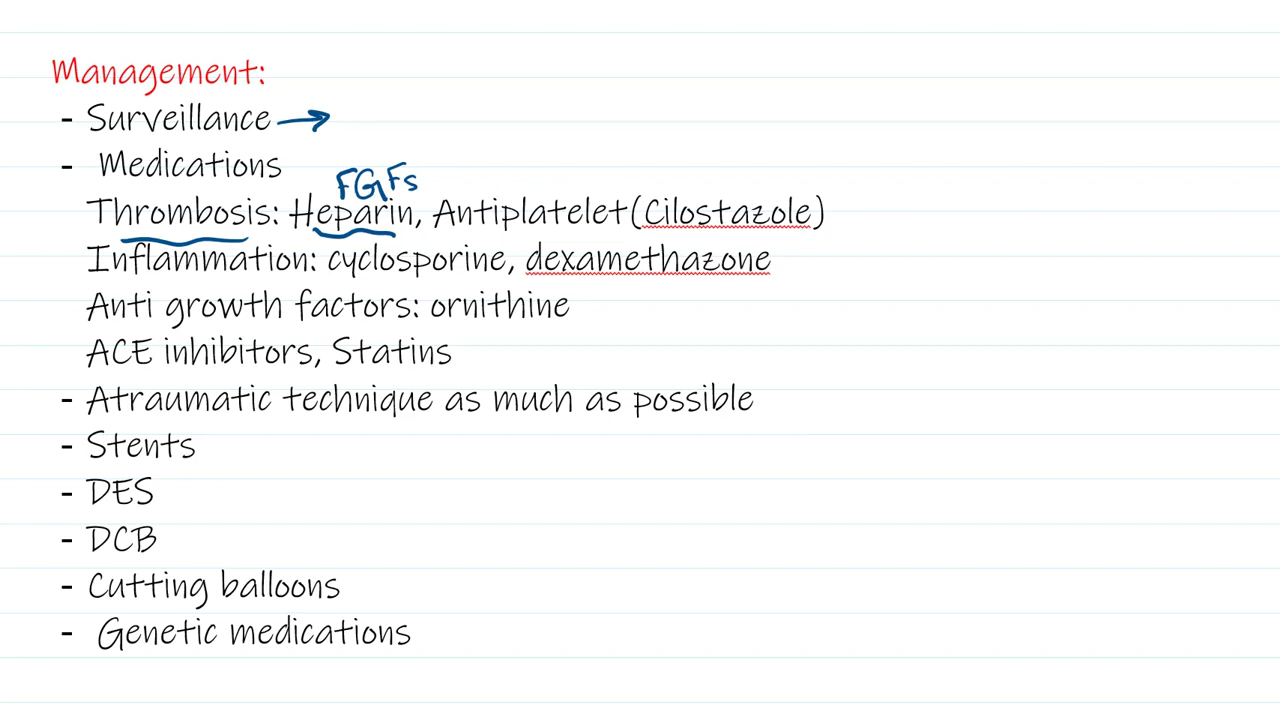 Management:
- Surveillance →
- Medications
FGFs
Thrombosis: Heparin, Antiplatelet(Cilostazole)
Inflammation: cyclosporine, dexamethazone
Anti growth factors: ornithine
ACE inhibitors, Statins
- Atraumatic technique as much as possible
- Stents
- DES
- DCB
- Cutting balloons
- Genetic medications